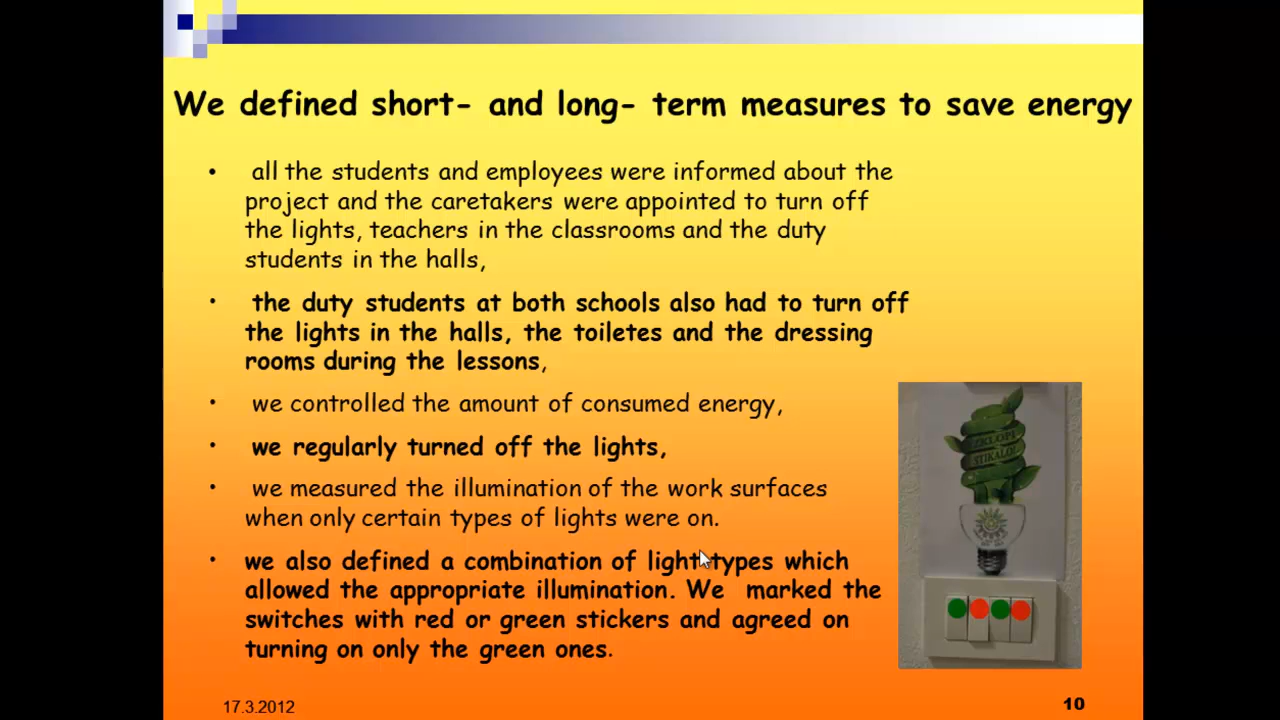 We defined short- and long- term measures to save energy
• all the students and employees were informed about the
project and the caretakers were appointed to turn off
the lights, teachers in the classrooms and the duty
students in the halls,
• the duty students at both schools also had to turn off
the lights in the halls, the toiletes and the dressing
rooms during the lessons,
• we controlled the amount of consumed energy,
• we regularly turned off the lights,
• we measured the illumination of the work surfaces
when only certain types of lights were on.
• we also defined a combination of light types which
allowed the appropriate illumination. We marked the
switches with red or green stickers and agreed on
turning on only the green ones.
STIKALO!
17.3.2012
10